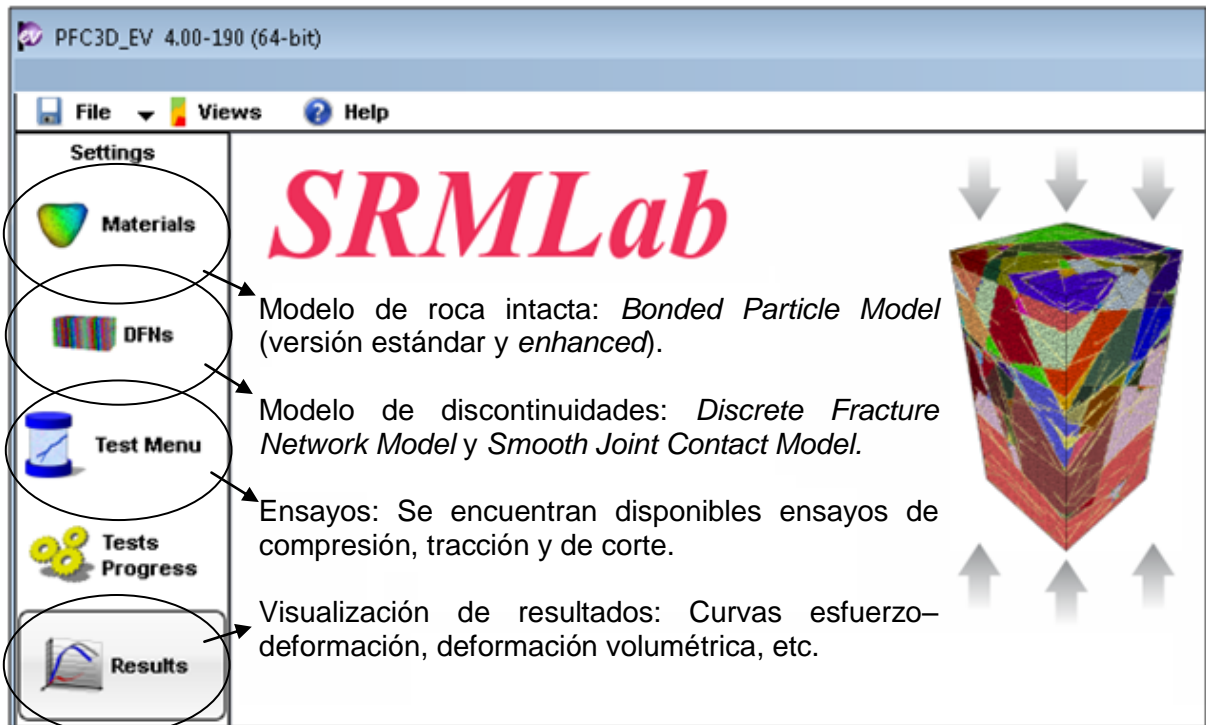 PFC3D_EV 4.00-190 (64-bit)
File Views Help
Settings
Materials
DFNs
Test Menu
Tests
Progress
Results
SRMLab
Modelo de roca intacta: Bonded Particle Model
(versión estándar y enhanced).
Modelo de discontinuidades: Discrete Fracture
Network Model y Smooth Joint Contact Model.
Ensayos: Se encuentran disponibles ensayos de
compresión, tracción y de corte.
Visualización de resultados: Curvas esfuerzo–
deformación, deformación volumétrica, etc.